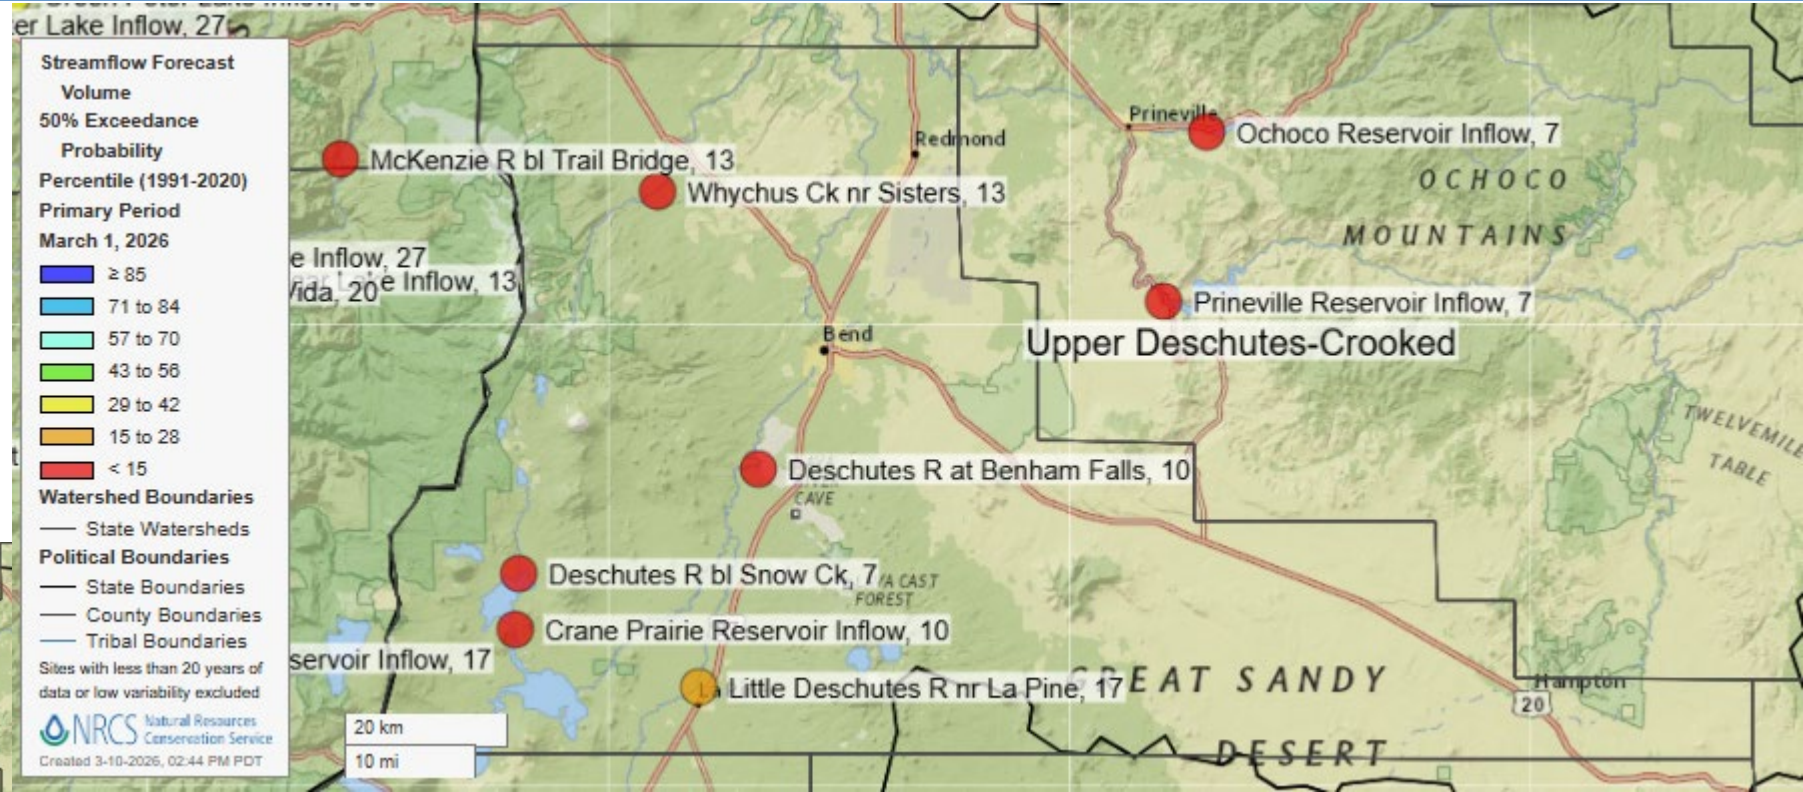 er Lake Inflow, 27
Streamflow Forecast
Volume
50% Exceedance
Probability
Percentile (1991-2020)
Primary Period
March 1, 2026
≥ 85
71 to 84
57 to 70
43 to 56
29 to 42
15 to 28
< 15
Watershed Boundaries
State Watersheds
Political Boundaries
State Boundaries
County Boundaries
Tribal Boundaries
Sites with less than 20 years of
data or low variability excluded
NRCS Natural Resources
Conservation Service
Created 3-10-2026, 02:44 PM PDT
Prineville
Ochoco Reservoir Inflow, 7
Redmond
McKenzie R bl Trail Bridge, 13
Whychus Ck nr Sisters, 13
OCHOCO
MOUNTAINS
e Inflow, 27
Lake Inflow, 13
Vida, 20
Prineville Reservoir Inflow, 7
Bend
Upper Deschutes-Crooked
TWELVEMILE
TABLE
Deschutes R at Benham Falls, 10
CAVE
Deschutes R bl Snow Ck, 7
CAST
FOREST
Crane Prairie Reservoir Inflow, 10
servoir Inflow, 17
Little Deschutes R nr La Pine, 17
EAT SANDY
DESERT
Hampton
20
20 km
10 mi